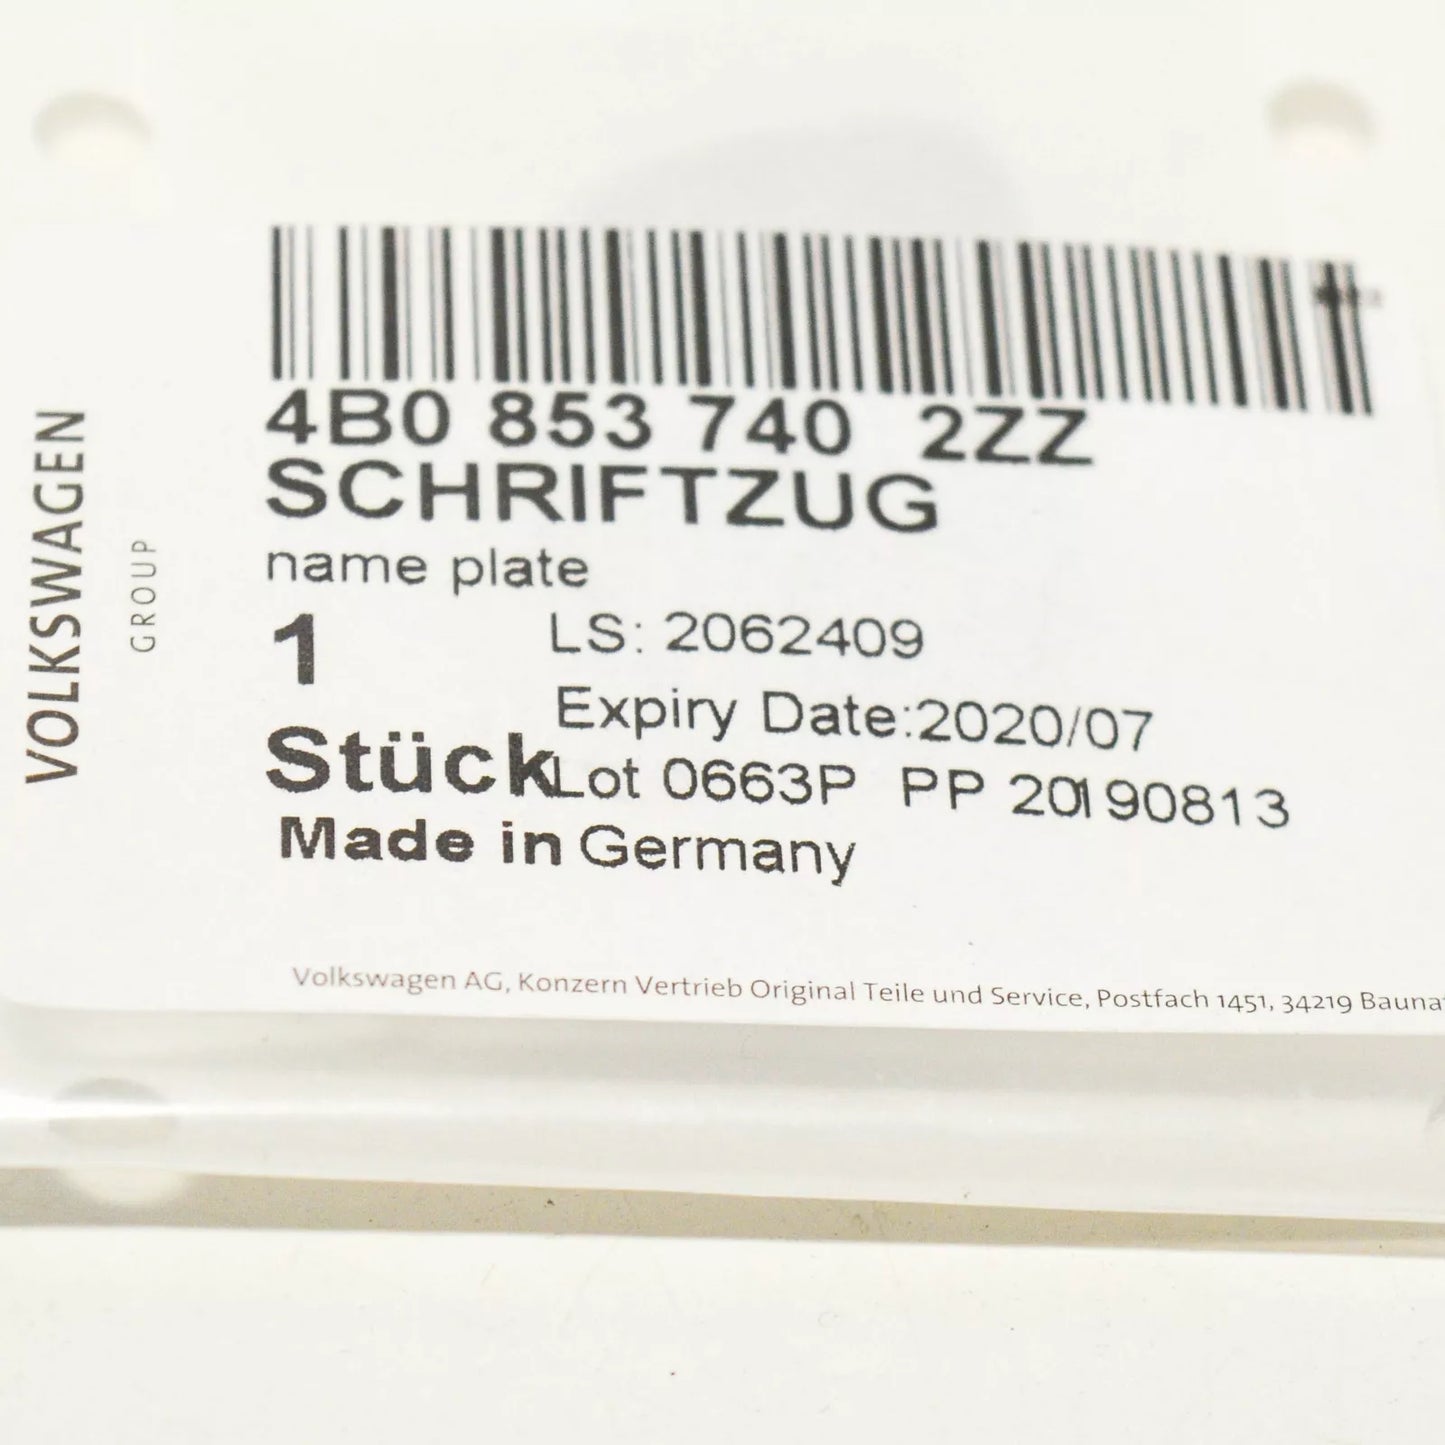 VOLKSWAGEN
GROUP
4B0 853 740 2ZZ
SCHRIFTZUG
name plate
1 LS: 2062409
Expiry Date:2020/07
Stück Lot 0663P PP 20190813
Made in Germany
Volkswagen AG, Konzern Vertrieb Original Teile und Service, Postfach 1451, 34219